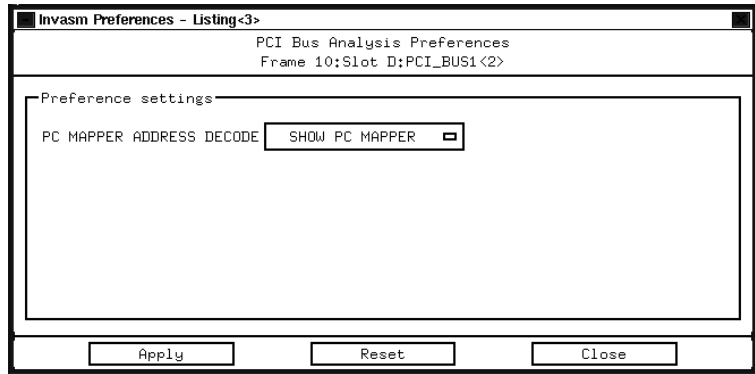 Invasm Preferences - Listing<3>
PCI Bus Analysis Preferences
Frame 10:Slot D:PCI_BUS1<2>
Preference settings
PC MAPPER ADDRESS DECODE SHOW PC MAPPER
Apply Reset Close